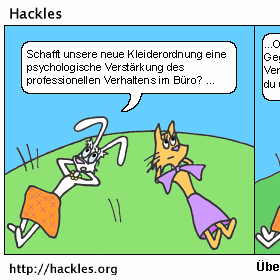 Hackles
Schafft unsere neue Kleiderordnung eine
psychologische Verstärkung des
professionellen Verhaltens im Büro? ...
...O
Ge
Ver
du
http://hackles.org
Übe